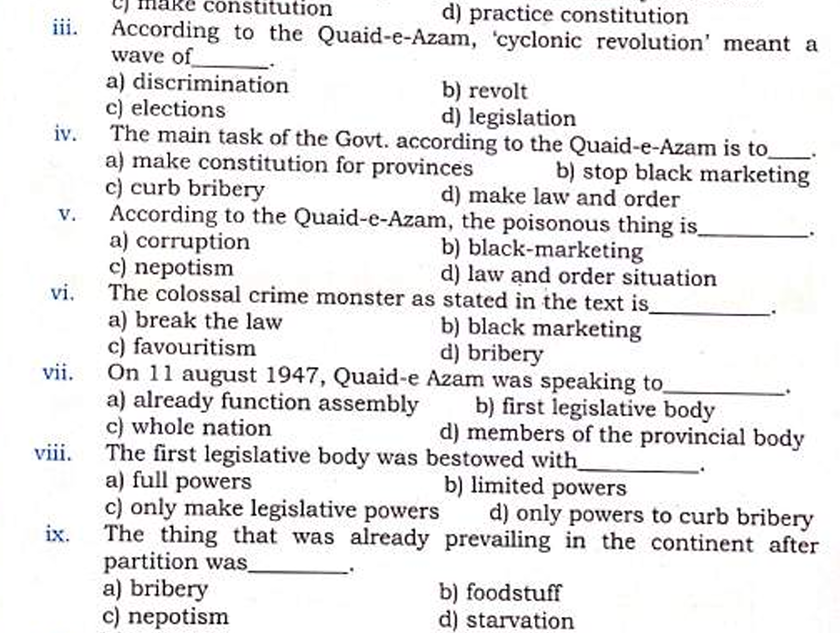 c) make constitution d) practice constitution
iii. According to the Quaid-e-Azam, ‘cyclonic revolution’ meant a
wave of_______.
a) discrimination b) revolt
c) elections d) legislation
iv. The main task of the Govt. according to the Quaid-e-Azam is to____.
a) make constitution for provinces b) stop black marketing
c) curb bribery d) make law and order
v. According to the Quaid-e-Azam, the poisonous thing is__________.
a) corruption b) black-marketing
c) nepotism d) law and order situation
vi. The colossal crime monster as stated in the text is___________.
a) break the law b) black marketing
c) favouritism d) bribery
vii. On 11 august 1947, Quaid-e Azam was speaking to___________.
a) already function assembly b) first legislative body
c) whole nation d) members of the provincial body
viii. The first legislative body was bestowed with___________.
a) full powers b) limited powers
c) only make legislative powers d) only powers to curb bribery
ix. The thing that was already prevailing in the continent after
partition was_________.
a) bribery b) foodstuff
c) nepotism d) starvation